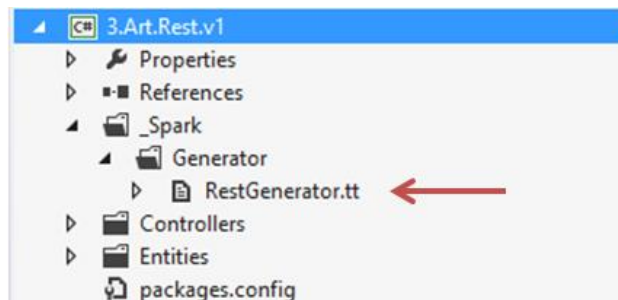 C# 3.Art.Rest.v1
Properties
References
_Spark
Generator
RestGenerator.tt
Controllers
Entities
packages.config